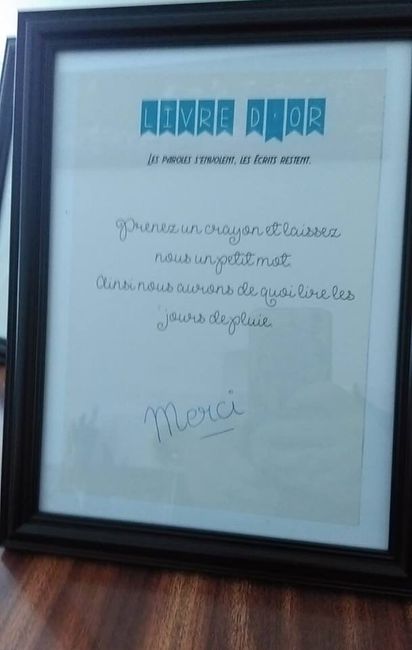 LIVRE D'OR
LES PAROLES S'ENVOLENT, LES ÉCRITS RESTENT.
Prenez un crayon et laissez
nous un petit mot.
Ainsi nous aurons de quoi lire les
jours de pluie.
Merci